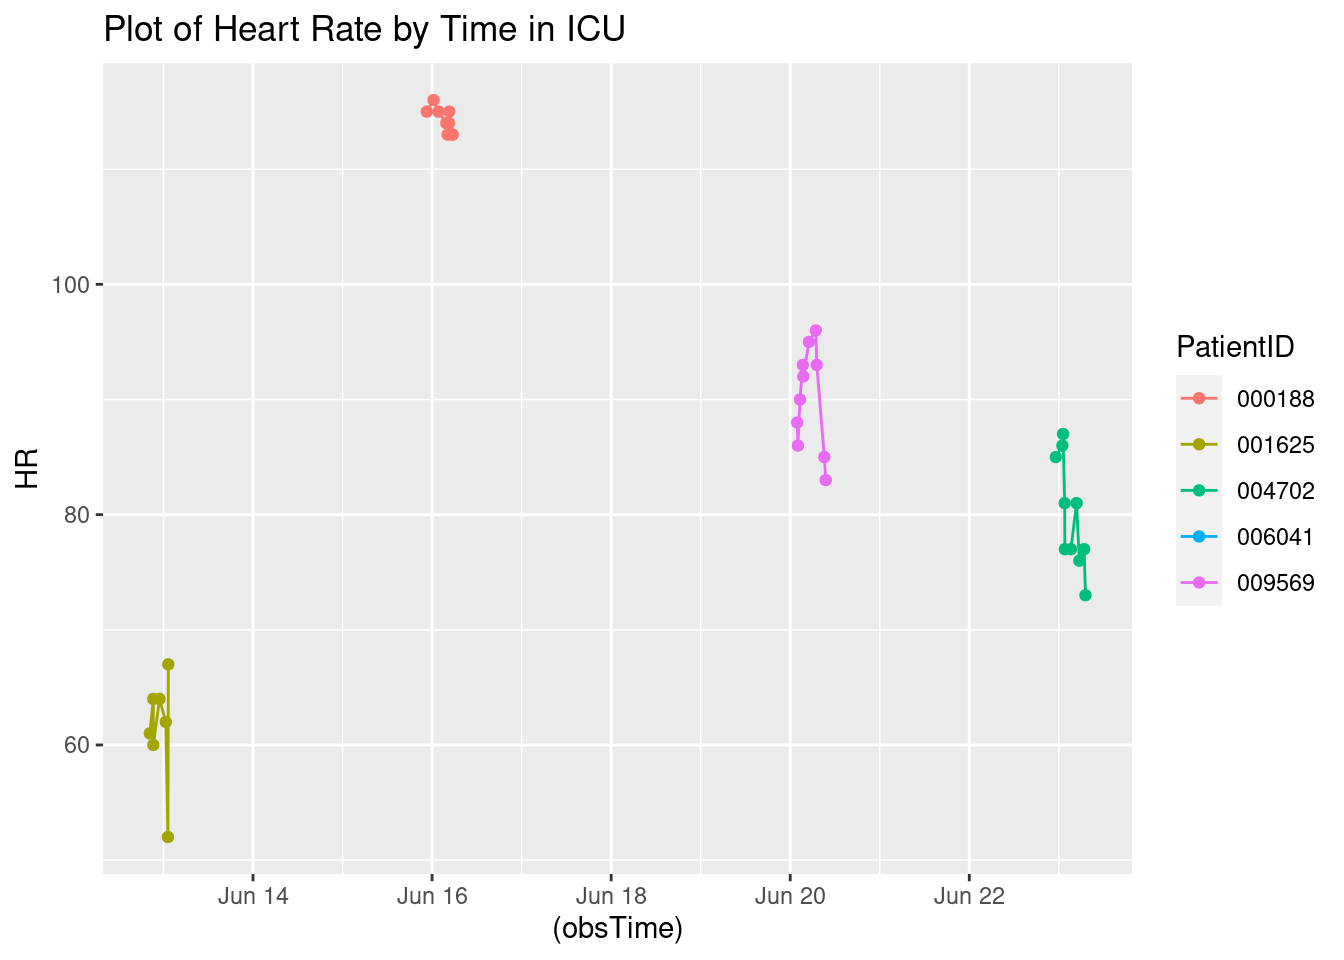 Plot of Heart Rate by Time in ICU
100
80
60
HR
Jun 14
Jun 16
Jun 18
Jun 20
Jun 22
(obsTime)
PatientID
000188
001625
004702
006041
009569